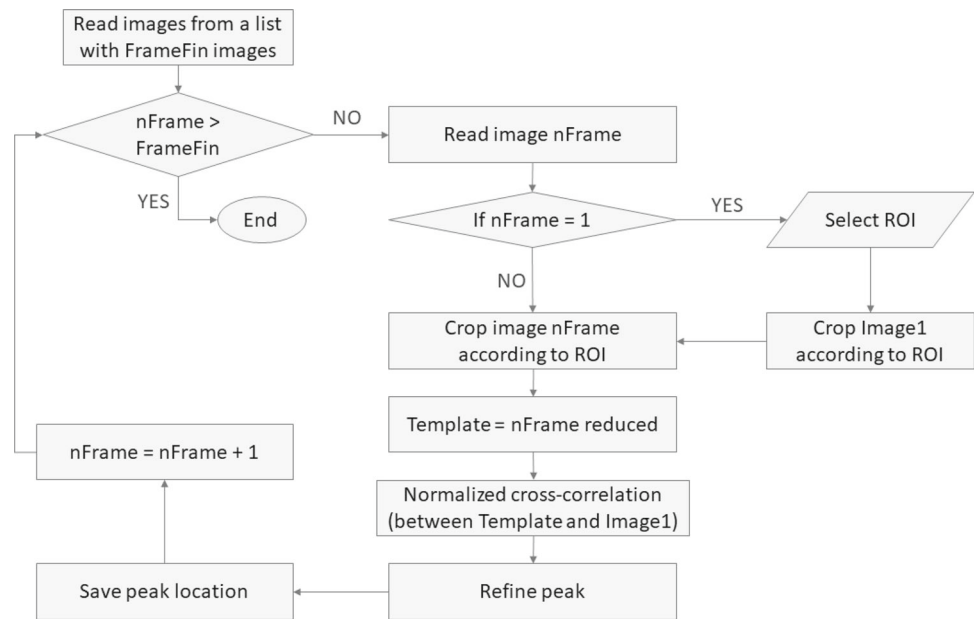 Read images from a list
with FrameFin images
nFrame >
FrameFin
NO
Read image nFrame
YES
End
If nFrame = 1
YES
Select ROI
NO
Crop image nFrame
according to ROI
Crop Image1
according to ROI
Template = nFrame reduced
nFrame = nFrame + 1
Normalized cross-correlation
(between Template and Image1)
Save peak location
Refine peak